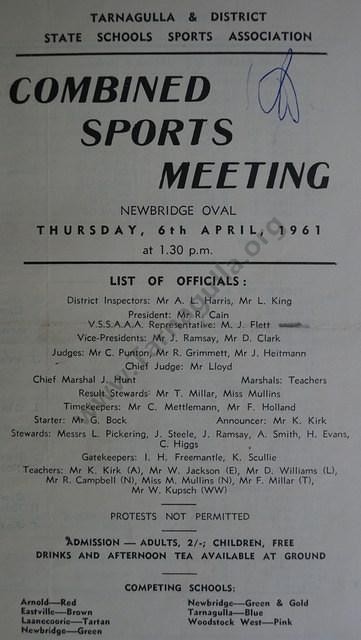 TARNAGULLA & DISTRICT
STATE SCHOOLS SPORTS ASSOCIATION
COMBINED
SPORTS
MEETING
NEWBRIDGE OVAL
THURSDAY, 6th APRIL, 1961
at 1.30 p.m.
LIST OF OFFICIALS :
District Inspectors: Mr A. L. Harris, Mr L. King
President: Mr R. Cain
V.S.S.A.A.A. Representative: M. J. Flett
Vice-Presidents: Mr J. Ramsay, Mr D. Clark
Judges: Mr C. Punton, Mr R. Grimmett, Mr J. Heitmann
Chief Judge: Mr Lloyd
Chief Marshal J. Hunt Marshals: Teachers
Result Stewards: Mr T. Millar, Miss Mullins
Timekeepers: Mr C. Mettlemann, Mr F. Holland
Starter: Mr G. Bock Announcer: Mr K. Kirk
Stewards: Messrs L. Pickering, J. Steele, J. Ramsay, A. Smith, H. Evans,
C. Higgs
Gatekeepers: I. H. Freemantle, K. Scullie
Teachers: Mr K. Kirk (A), Mr W. Jackson (E), Mr D. Williams (L),
Mr R. Campbell (N), Miss M. Mullins (N), Mr F. Millar (T),
Mr W. Kupsch (WW)
PROTESTS NOT PERMITTED
ADMISSION — ADULTS, 2/-; CHILDREN, FREE
DRINKS AND AFTERNOON TEA AVAILABLE AT GROUND
COMPETING SCHOOLS:
Arnold—Red Newbridge—Green & Gold
Eastville—Brown Tarnagulla—Blue
Laanecoorie—Tartan Woodstock West—Pink
Newbridge—Green
www.tarnagulla.org